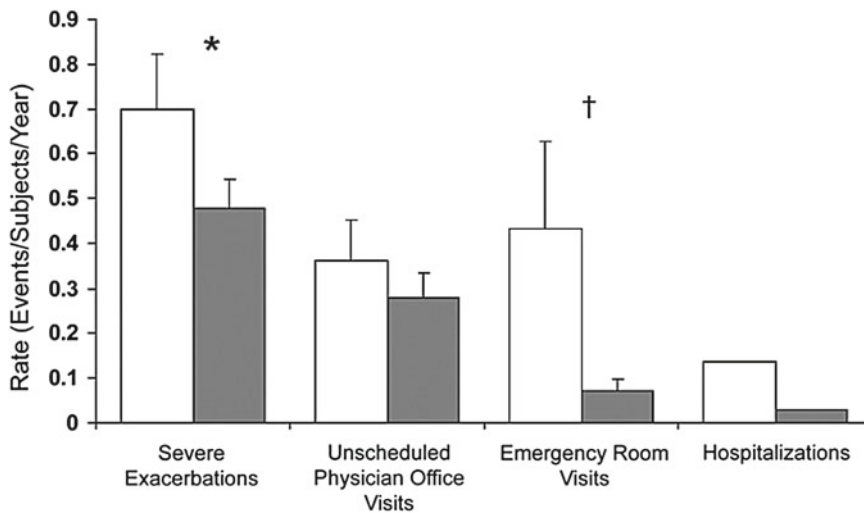 Rate (Events/Subjects/Year)
0.9
0.8
0.7
0.6
0.5
0.4
0.3
0.2
0.1
0
*
†
Severe
Exacerbations
Unscheduled
Physician Office
Visits
Emergency Room
Visits
Hospitalizations